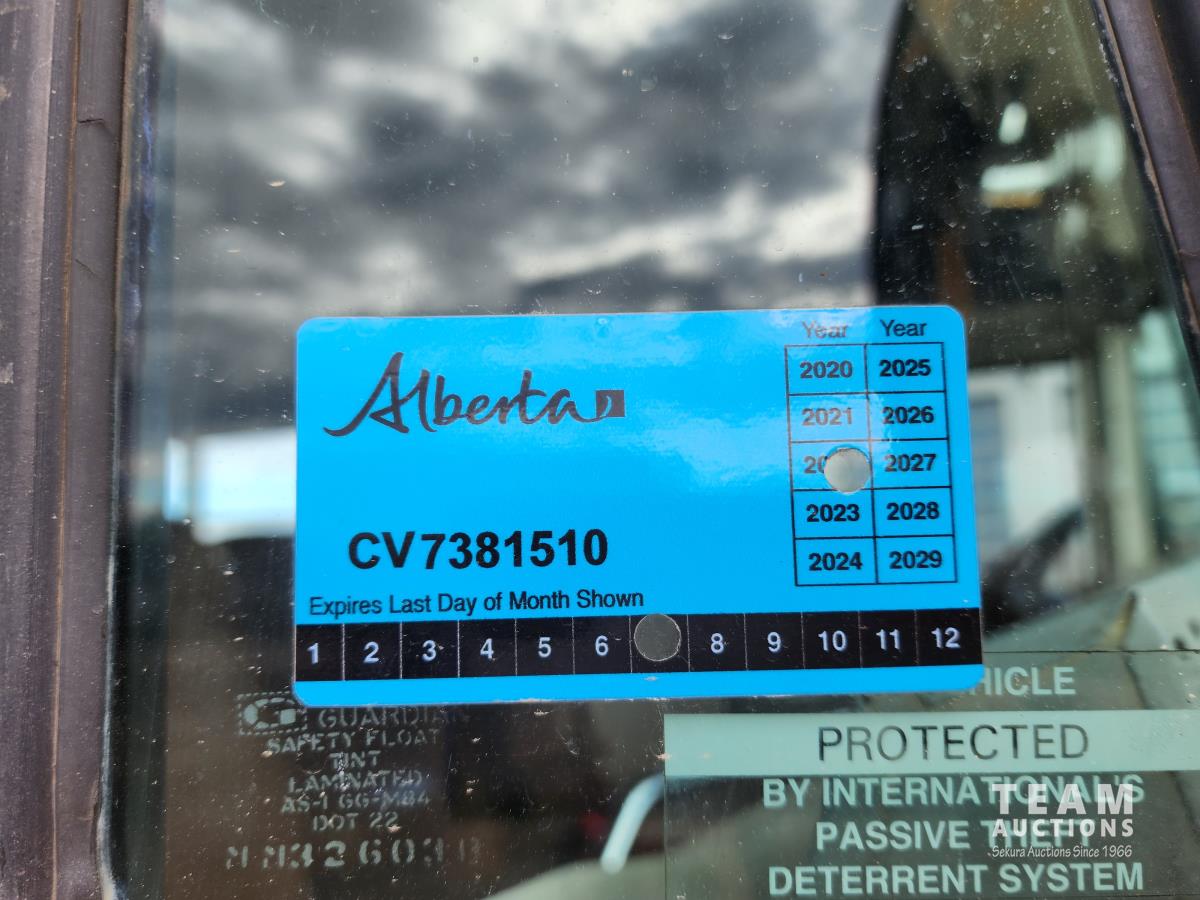 Alberta
Year Year
2020 2025
2021 2026
2027
2023 2028
2024 2029
CV7381510
Expires Last Day of Month Shown
1 2 3 4 5 6 8 9 10 11 12
GUARDIAN
SAFETY FLOAT
TINT
LAMINATED
DOT 22
PROTECTED
BY INTERNATIONAL'S
PASSIVE
DETERRENT SYSTEM
TEAM
AUCTIONS
Sekura Auctions Since 1966